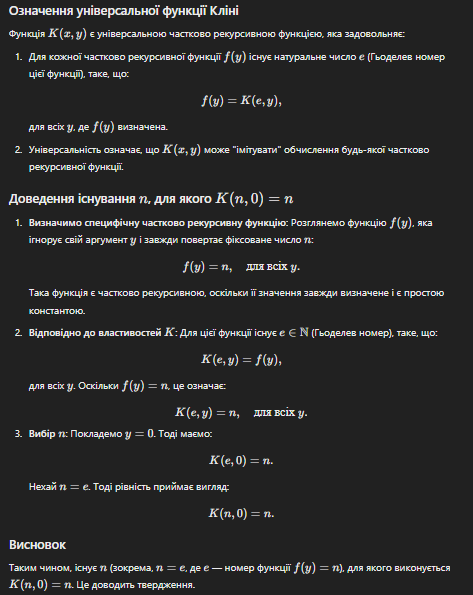 Означення універсальної функції Кліні
Функція K(x, y) є універсальною частково рекурсивною функцією, яка задовольняє:
1. Для кожної частково рекурсивної функції f(y) існує натуральне число e (Гьоделев номер
цієї функції), таке, що:
f(y) = K(e, y),
для всіх y, де f(y) визначена.
2. Універсальність означає, що K(x, y) може "імітувати" обчислення будь-якої частково
рекурсивної функції.
Доведення існування n, для якого K(n, 0) = n
1. Визначимо специфічну частково рекурсивну функцію: Розглянемо функцію f(y), яка
ігнорує свій аргумент y і завжди повертає фіксоване число n:
f(y) = n, для всіх y.
Така функція є частково рекурсивною, оскільки її значення завжди визначене і є простою
константою.
2. Відповідно до властивостей K: Для цієї функції існує e ∈ ℕ (Гьоделев номер), таке, що:
K(e, y) = f(y),
для всіх y. Оскільки f(y) = n, це означає:
K(e, y) = n, для всіх y.
3. Вибір n: Покладемо y = 0. Тоді маємо:
K(e, 0) = n.
Нехай n = e. Тоді рівність приймає вигляд:
K(n, 0) = n.
Висновок
Таким чином, існує n (зокрема, n = e, де e — номер функції f(y) = n), для якого виконується
K(n, 0) = n. Це доводить твердження.